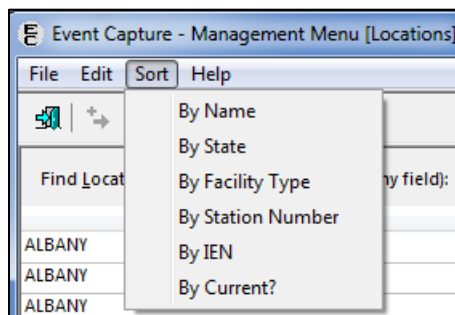 Event Capture - Management Menu [Locations]
File Edit Sort Help
By Name
By State
By Facility Type
By Station Number
By IEN
By Current?
Find Locat ny field):
ALBANY
ALBANY
ALBANY